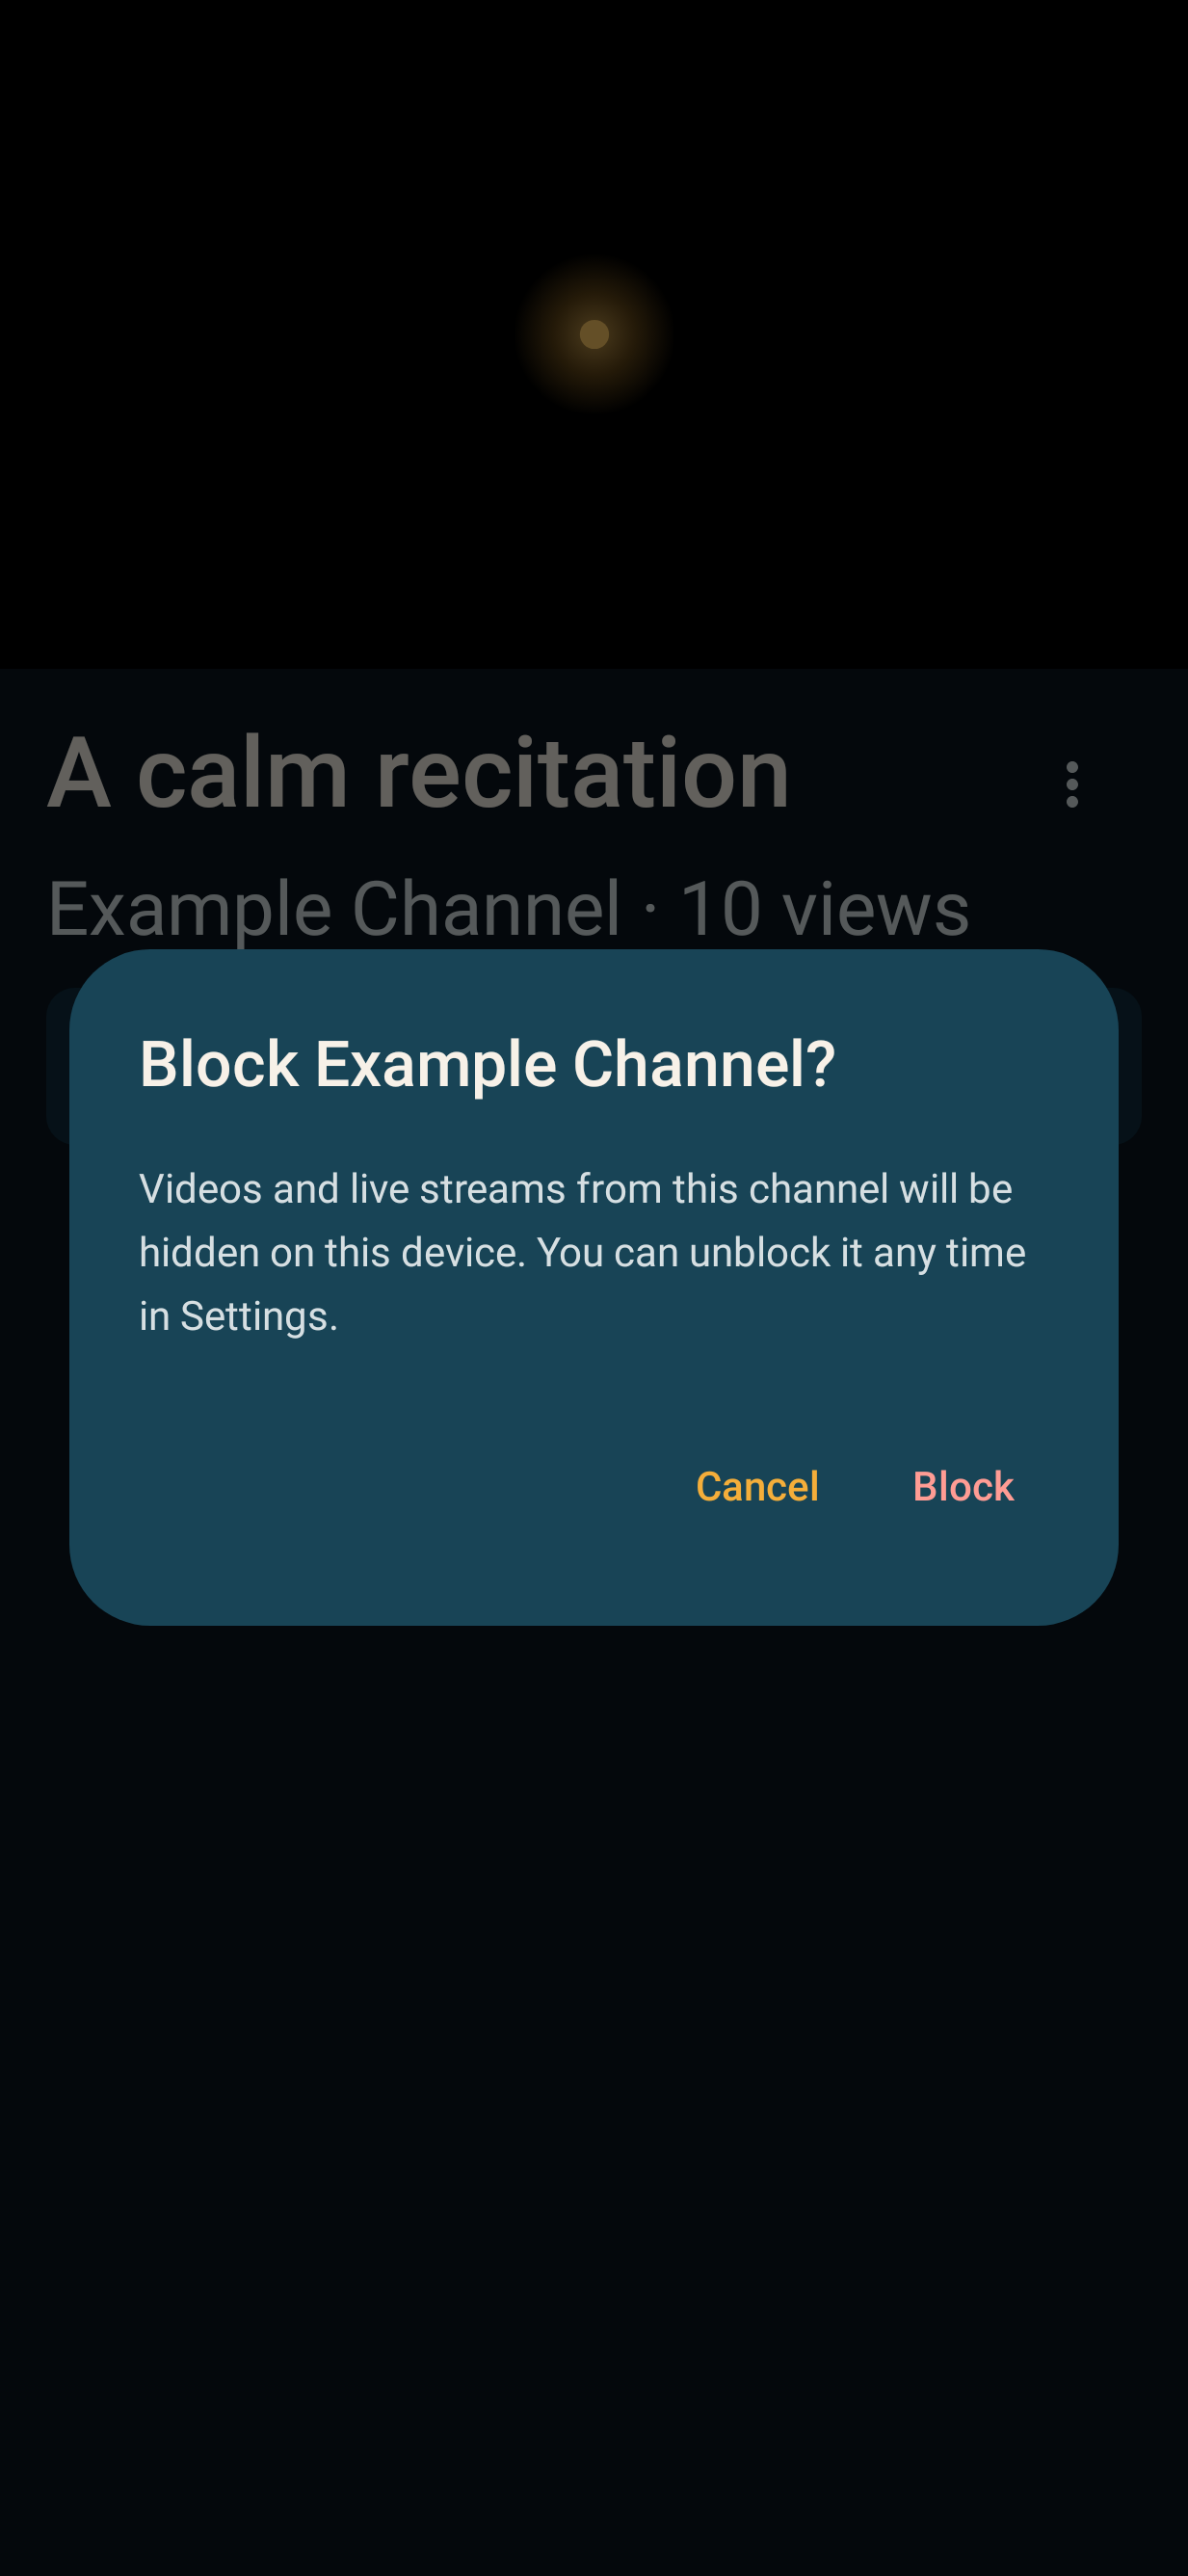 A calm recitation
Example Channel · 10 views
Block Example Channel?
Videos and live streams from this channel will be
hidden on this device. You can unblock it any time
in Settings.
Cancel
Block